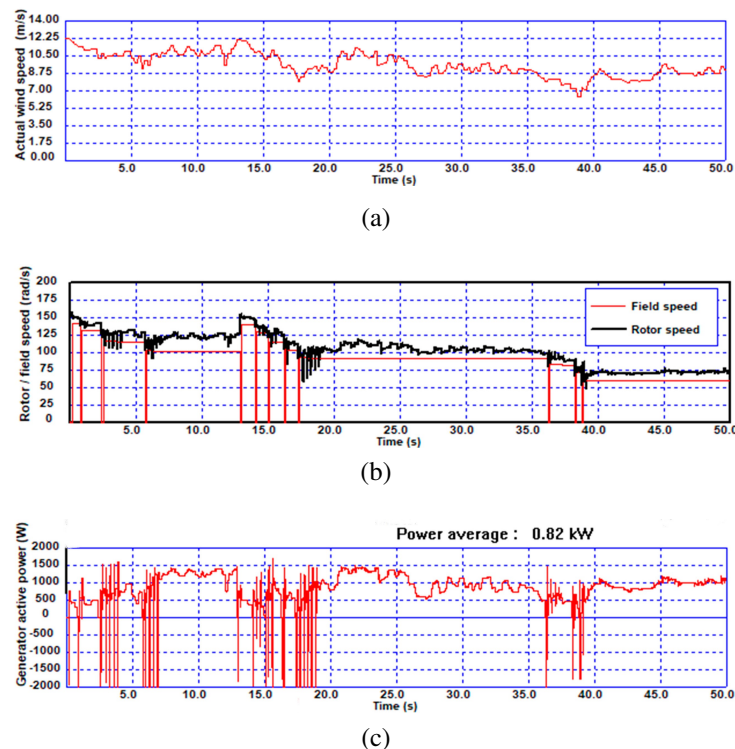 Actual wind speed (m/s)
14.00
12.25
10.50
8.75
7.00
5.25
3.50
1.75
0.00
5.0 10.0 15.0 20.0 25.0 30.0 35.0 40.0 45.0 50.0
Time (s)
(a)
Rotor / field speed (rad/s)
200
175
150
125
100
75
50
25
0
Field speed
Rotor speed
5.0 10.0 15.0 20.0 25.0 30.0 35.0 40.0 45.0 50.0
Time (s)
(b)
Power average : 0.82 kW
Generator active power (W)
2000
1500
1000
500
0
-500
-1000
-1500
-2000
5.0 10.0 15.0 20.0 25.0 30.0 35.0 40.0 45.0 50.0
Time (s)
(c)